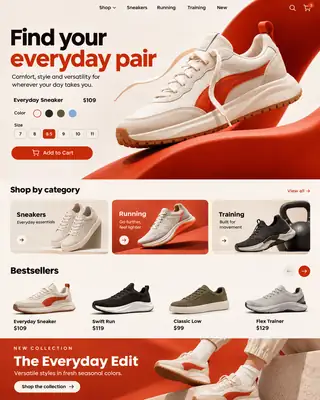 Shop Sneakers Running Training New
Find your
everyday pair
Comfort, style and versatility for
wherever your day takes you.
Everyday Sneaker $109
Color
Size
7 8 8.5 9 10 11
Add to Cart
Shop by category
View all →
Sneakers
Everyday essentials
Running
Go further,
feel lighter
Training
Built for
movement
Bestsellers
Everyday Sneaker
$109
Swift Run
$119
Classic Low
$99
Flex Trainer
$129
NEW COLLECTION
The Everyday Edit
Versatile styles in fresh seasonal colors.
Shop the collection →